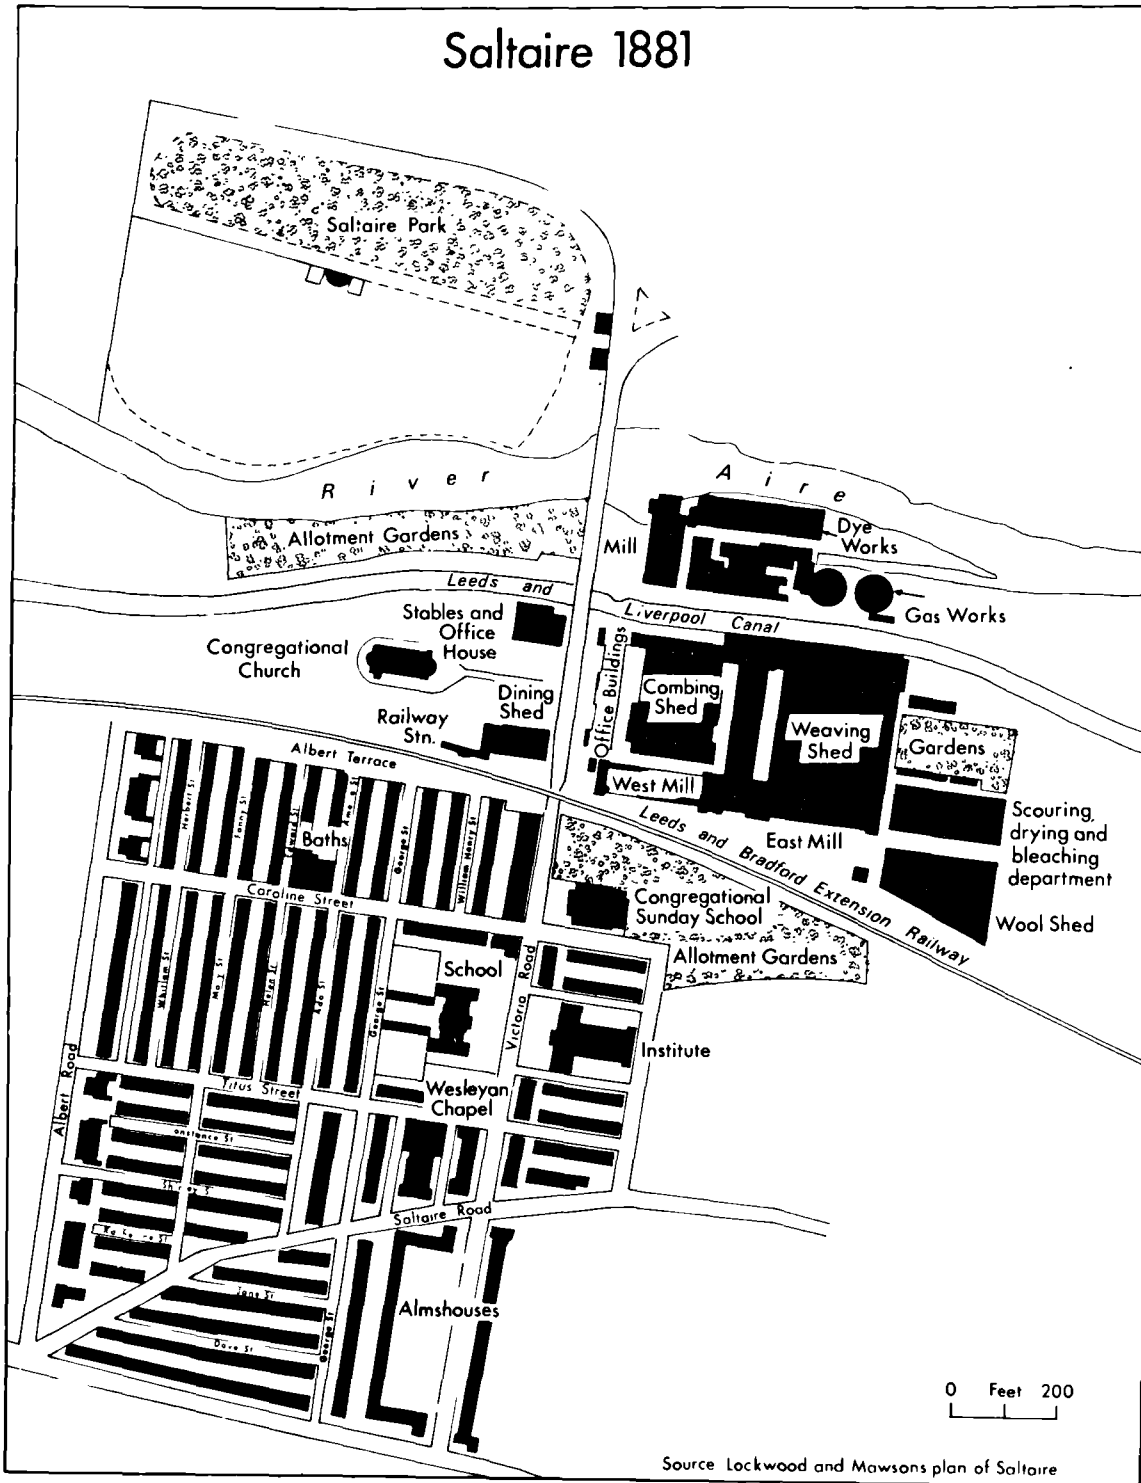 Saltaire 1881
Saltaire Park
River Aire
Allotment Gardens
Mill
Dye
Works
Gas Works
Leeds and Liverpool Canal
Stables and
Office
House
Congregational
Church
Dining
Shed
Railway
Stn.
Office Buildings
Combing
Shed
Weaving
Shed
Gardens
West Mill
East Mill
Scouring,
drying and
bleaching
department
Wool Shed
Leeds and Bradford Extension Railway
Albert Terrace
Herbert St
Fanny St
Edward St
Baths
George St
William Henry St
Caroline Street
Congregational
Sunday School
Allotment Gardens
School
Victoria Road
Institute
Whitlam St
Mary St
Helen St
Ada St
George St
Albert Road
Titus Street
Wesleyan
Chapel
Saltaire Road
Jane St
Dove St
George St
Almshouses
0 Feet 200
Source Lockwood and Mawsons plan of Saltaire